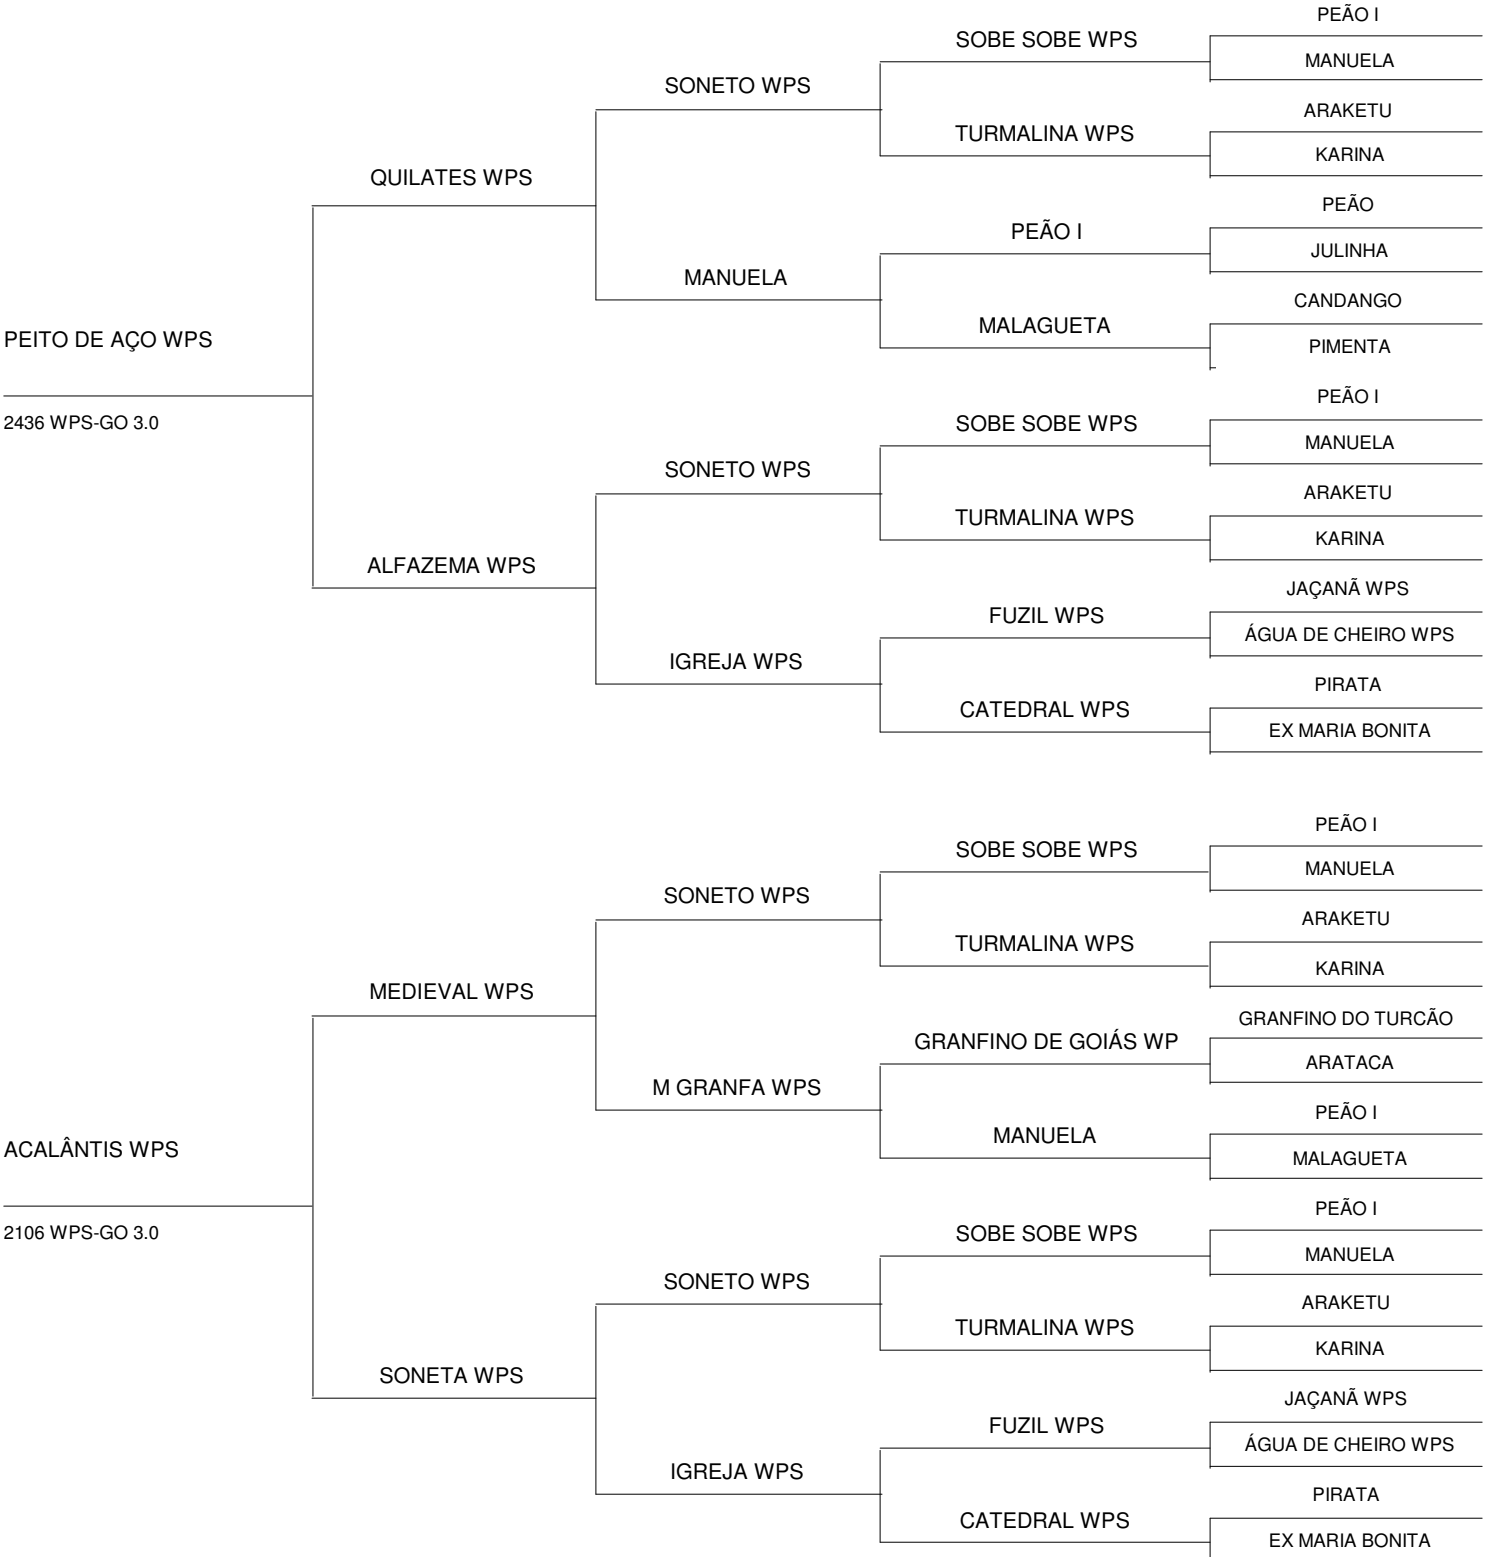 PEÃO I
SOBE SOBE WPS
MANUELA
SONETO WPS
ARAKETU
TURMALINA WPS
KARINA
QUILATES WPS
PEÃO
PEÃO I
JULINHA
MANUELA
CANDANGO
MALAGUETA
PIMENTA
PEITO DE AÇO WPS
2436 WPS-GO 3.0
PEÃO I
SOBE SOBE WPS
MANUELA
SONETO WPS
ARAKETU
TURMALINA WPS
KARINA
ALFAZEMA WPS
JAÇANÃ WPS
FUZIL WPS
ÁGUA DE CHEIRO WPS
IGREJA WPS
PIRATA
CATEDRAL WPS
EX MARIA BONITA
PEÃO I
SOBE SOBE WPS
MANUELA
SONETO WPS
ARAKETU
TURMALINA WPS
KARINA
MEDIEVAL WPS
GRANFINO DO TURCÃO
GRANFINO DE GOIÁS WP
ARATACA
M GRANFA WPS
PEÃO I
MANUELA
MALAGUETA
ACALÂNTIS WPS
2106 WPS-GO 3.0
PEÃO I
SOBE SOBE WPS
MANUELA
SONETO WPS
ARAKETU
TURMALINA WPS
KARINA
SONETA WPS
JAÇANÃ WPS
FUZIL WPS
ÁGUA DE CHEIRO WPS
IGREJA WPS
PIRATA
CATEDRAL WPS
EX MARIA BONITA